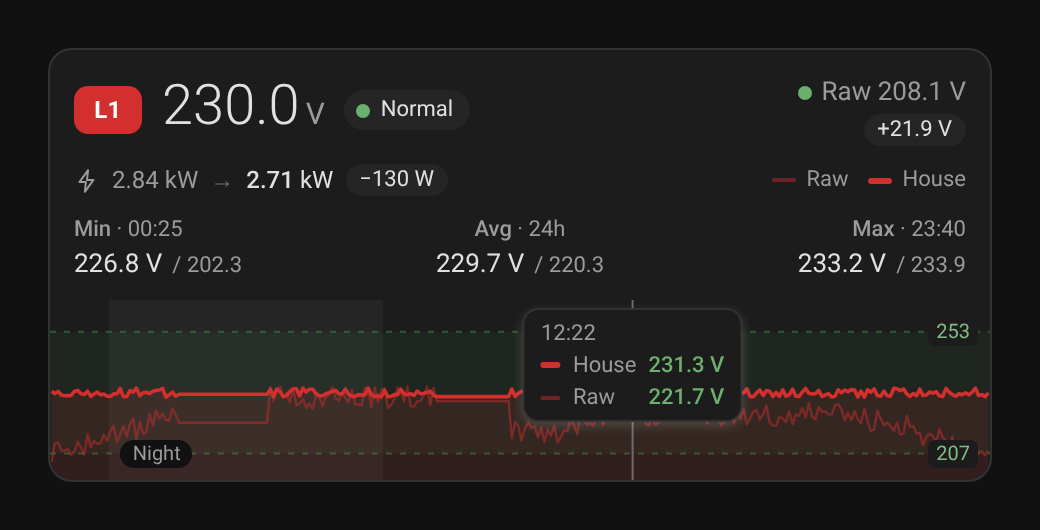 L1 230.0 V Normal
Raw 208.1 V
+21.9 V
2.84 kW → 2.71 kW −130 W
Raw House
Min · 00:25 Avg · 24h Max · 23:40
226.8 V / 202.3 229.7 V / 220.3 233.2 V / 233.9
253
12:22
House 231.3 V
Raw 221.7 V
Night
207